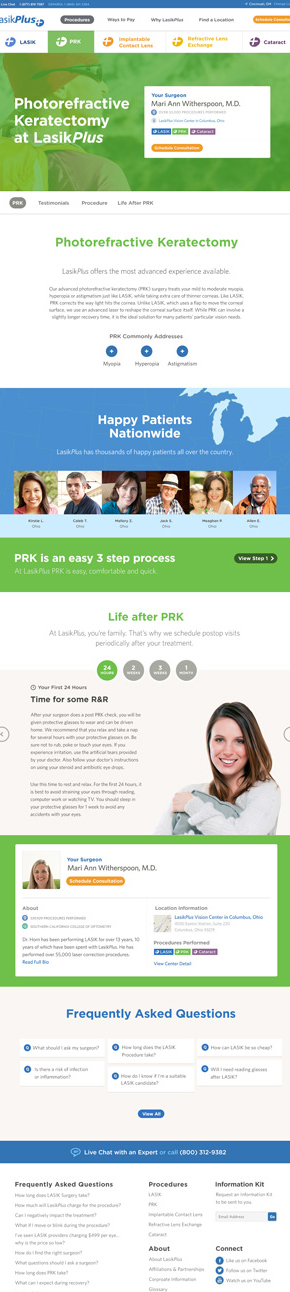 Live Chat
Cincinnati, OH
LasikPlus
Procedures
Ways to Pay
Why LasikPlus
Find a Location
Schedule Consultation
LASIK
PRK
Implantable
Contact Lens
Refractive Lens
Exchange
Cataract
Photorefractive
Keratectomy
at LasikPlus
Your Surgeon
Mari Ann Witherspoon, M.D.
LasikPlus Vision Center in Columbus, Ohio
LASIK
PRK
Cataract
Schedule Consultation
PRK
Testimonials
Procedure
Life After PRK
Photorefractive Keratectomy
LasikPlus offers the most advanced experience available.
Our advanced photorefractive keratectomy (PRK) surgery treats your mild to moderate myopia,
hyperopia or astigmatism just like LASIK, while taking extra care of thinner corneas. Like LASIK,
PRK corrects the way light hits the cornea. Unlike LASIK, which uses a flap to move the corneal
surface, we use an advanced laser to reshape the corneal surface itself. While PRK can involve a
slightly longer recovery time, it is the ideal solution for many patients' particular vision needs.
PRK Commonly Addresses
Myopia
Hyperopia
Astigmatism
Happy Patients
Nationwide
LasikPlus has thousands of happy patients all over the country.
Kristie L.
Ohio
Caleb T.
Ohio
Mallory Z.
Ohio
Jack S.
Ohio
Meaghan P.
Ohio
Allen E.
Ohio
PRK is an easy 3 step process
At LasikPlus PRK is easy, comfortable and quick.
View Step 1
Life after PRK
At LasikPlus, you're family. That's why we schedule postop visits
periodically after your treatment.
24
HOURS
2
WEEKS
3
WEEKS
1
MONTH
Your First 24 Hours
Time for some R&R
After your surgeon does a post PRK check, you will be
given protective glasses to wear and can be driven
home. We recommend that you relax and take a nap
for several hours with your protective glasses on. Be
sure not to rub, poke or touch your eyes. If you
experience irritation, use the artificial tears provided
by your doctor. Also follow your doctor's instructions
on using your steroid and antibiotic eye drops.
Use this time to rest and relax. For the first 24 hours, it
is best to avoid straining your eyes through reading,
computer work or watching TV. You should sleep in
your protective glasses for 1 week to avoid any
accidents with your eyes.
Your Surgeon
Mari Ann Witherspoon, M.D.
Schedule Consultation
About
SOUTHERN CALIFORNIA COLLEGE OF OPTOMETRY
Dr. Horn has been performing LASIK for over 13 years, 10
years of which have been spent with LasikPlus. He has
performed over 55,000 laser correction procedures.
Read Full Bio
Location Information
LasikPlus Vision Center in Columbus, Ohio
Columbus, Ohio
Procedures Performed
LASIK
PRK
Cataract
View Center Detail
Frequently Asked Questions
What should I ask my surgeon?
How long does the LASIK
Procedure take?
How can LASIK be so cheap?
Is there a risk of infection
or inflammation?
How do I know if I'm a suitable
LASIK candidate?
Will I need reading glasses
after LASIK?
View All
Live Chat with an Expert or call (800) 312-9382
Frequently Asked Questions
How long does LASIK Surgery take?
How much will LasikPlus charge for the procedure?
Can I negatively impact the treatment?
What if I move or blink during the procedure?
I've seen LASIK providers charging $499 per eye...
why is the price so low?
How do I find the right surgeon?
What questions should I ask a surgeon?
How long does PRK take?
What can I expect during recovery?
Procedures
LASIK
PRK
Implantable Contact Lens
Refractive Lens Exchange
Cataract
About
About LasikPlus
Affiliations & Partnerships
Corporate Information
Glossary
Information Kit
Request an Information Kit
to be sent to you.
Email Address
Go
Connect
Like us on Facebook
Follow us on Twitter
Watch us on YouTube